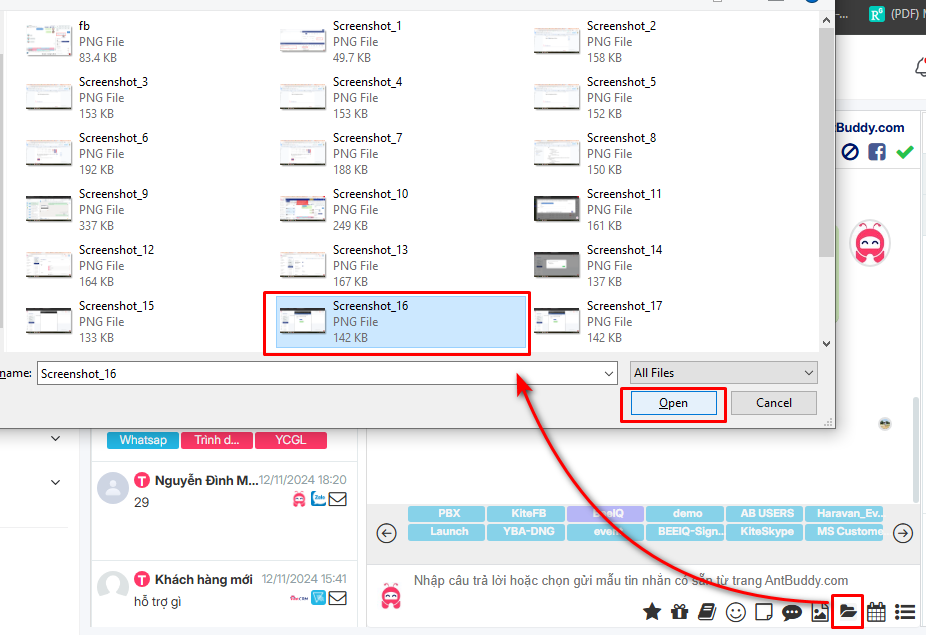 fb
PNG File
83.4 KB
Screenshot_1
PNG File
49.7 KB
Screenshot_2
PNG File
158 KB
Screenshot_3
PNG File
153 KB
Screenshot_4
PNG File
153 KB
Screenshot_5
PNG File
152 KB
Screenshot_6
PNG File
192 KB
Screenshot_7
PNG File
188 KB
Screenshot_8
PNG File
150 KB
Screenshot_9
PNG File
337 KB
Screenshot_10
PNG File
249 KB
Screenshot_11
PNG File
161 KB
Screenshot_12
PNG File
164 KB
Screenshot_13
PNG File
167 KB
Screenshot_14
PNG File
137 KB
Screenshot_15
PNG File
133 KB
Screenshot_16
PNG File
142 KB
Screenshot_17
PNG File
142 KB
name: Screenshot_16
All Files
Open
Cancel
... R⁶ (PDF)
Buddy.com
Whatsap Trình d... YCGL
T Nguyễn Đình M... 12/11/2024 18:20
29
T Khách hàng mới 12/11/2024 15:41
hỗ trợ gì
PBX KiteFB BeeIQ demo AB USERS Haravan_Ev..
Launch YBA-DNG BEEIQ-Sign.. KiteSkype MS Custome
Nhập câu trả lời hoặc chọn gửi mẫu tin nhắn có sẵn từ trang AntBuddy.com